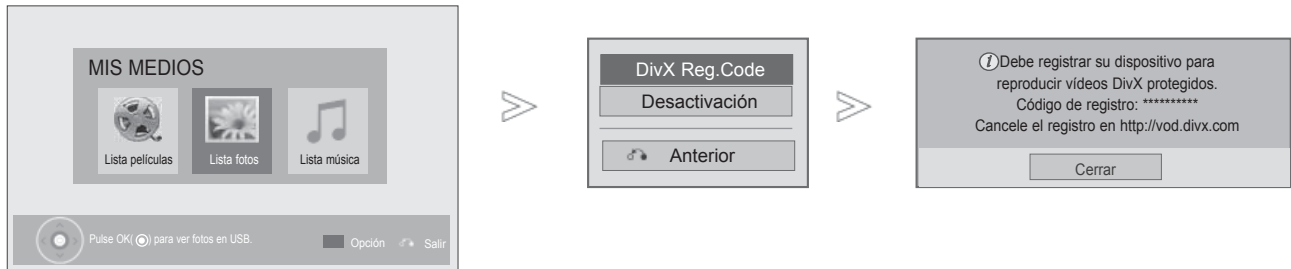 MIS MEDIOS
Lista películas
Lista fotos
Lista música
Pulse OK( ) para ver fotos en USB.
Opción
Salir
DivX Reg.Code
Desactivación
Anterior
Debe registrar su dispositivo para
reproducir vídeos DivX protegidos.
Código de registro: **********
Cancele el registro en http://vod.divx.com
Cerrar